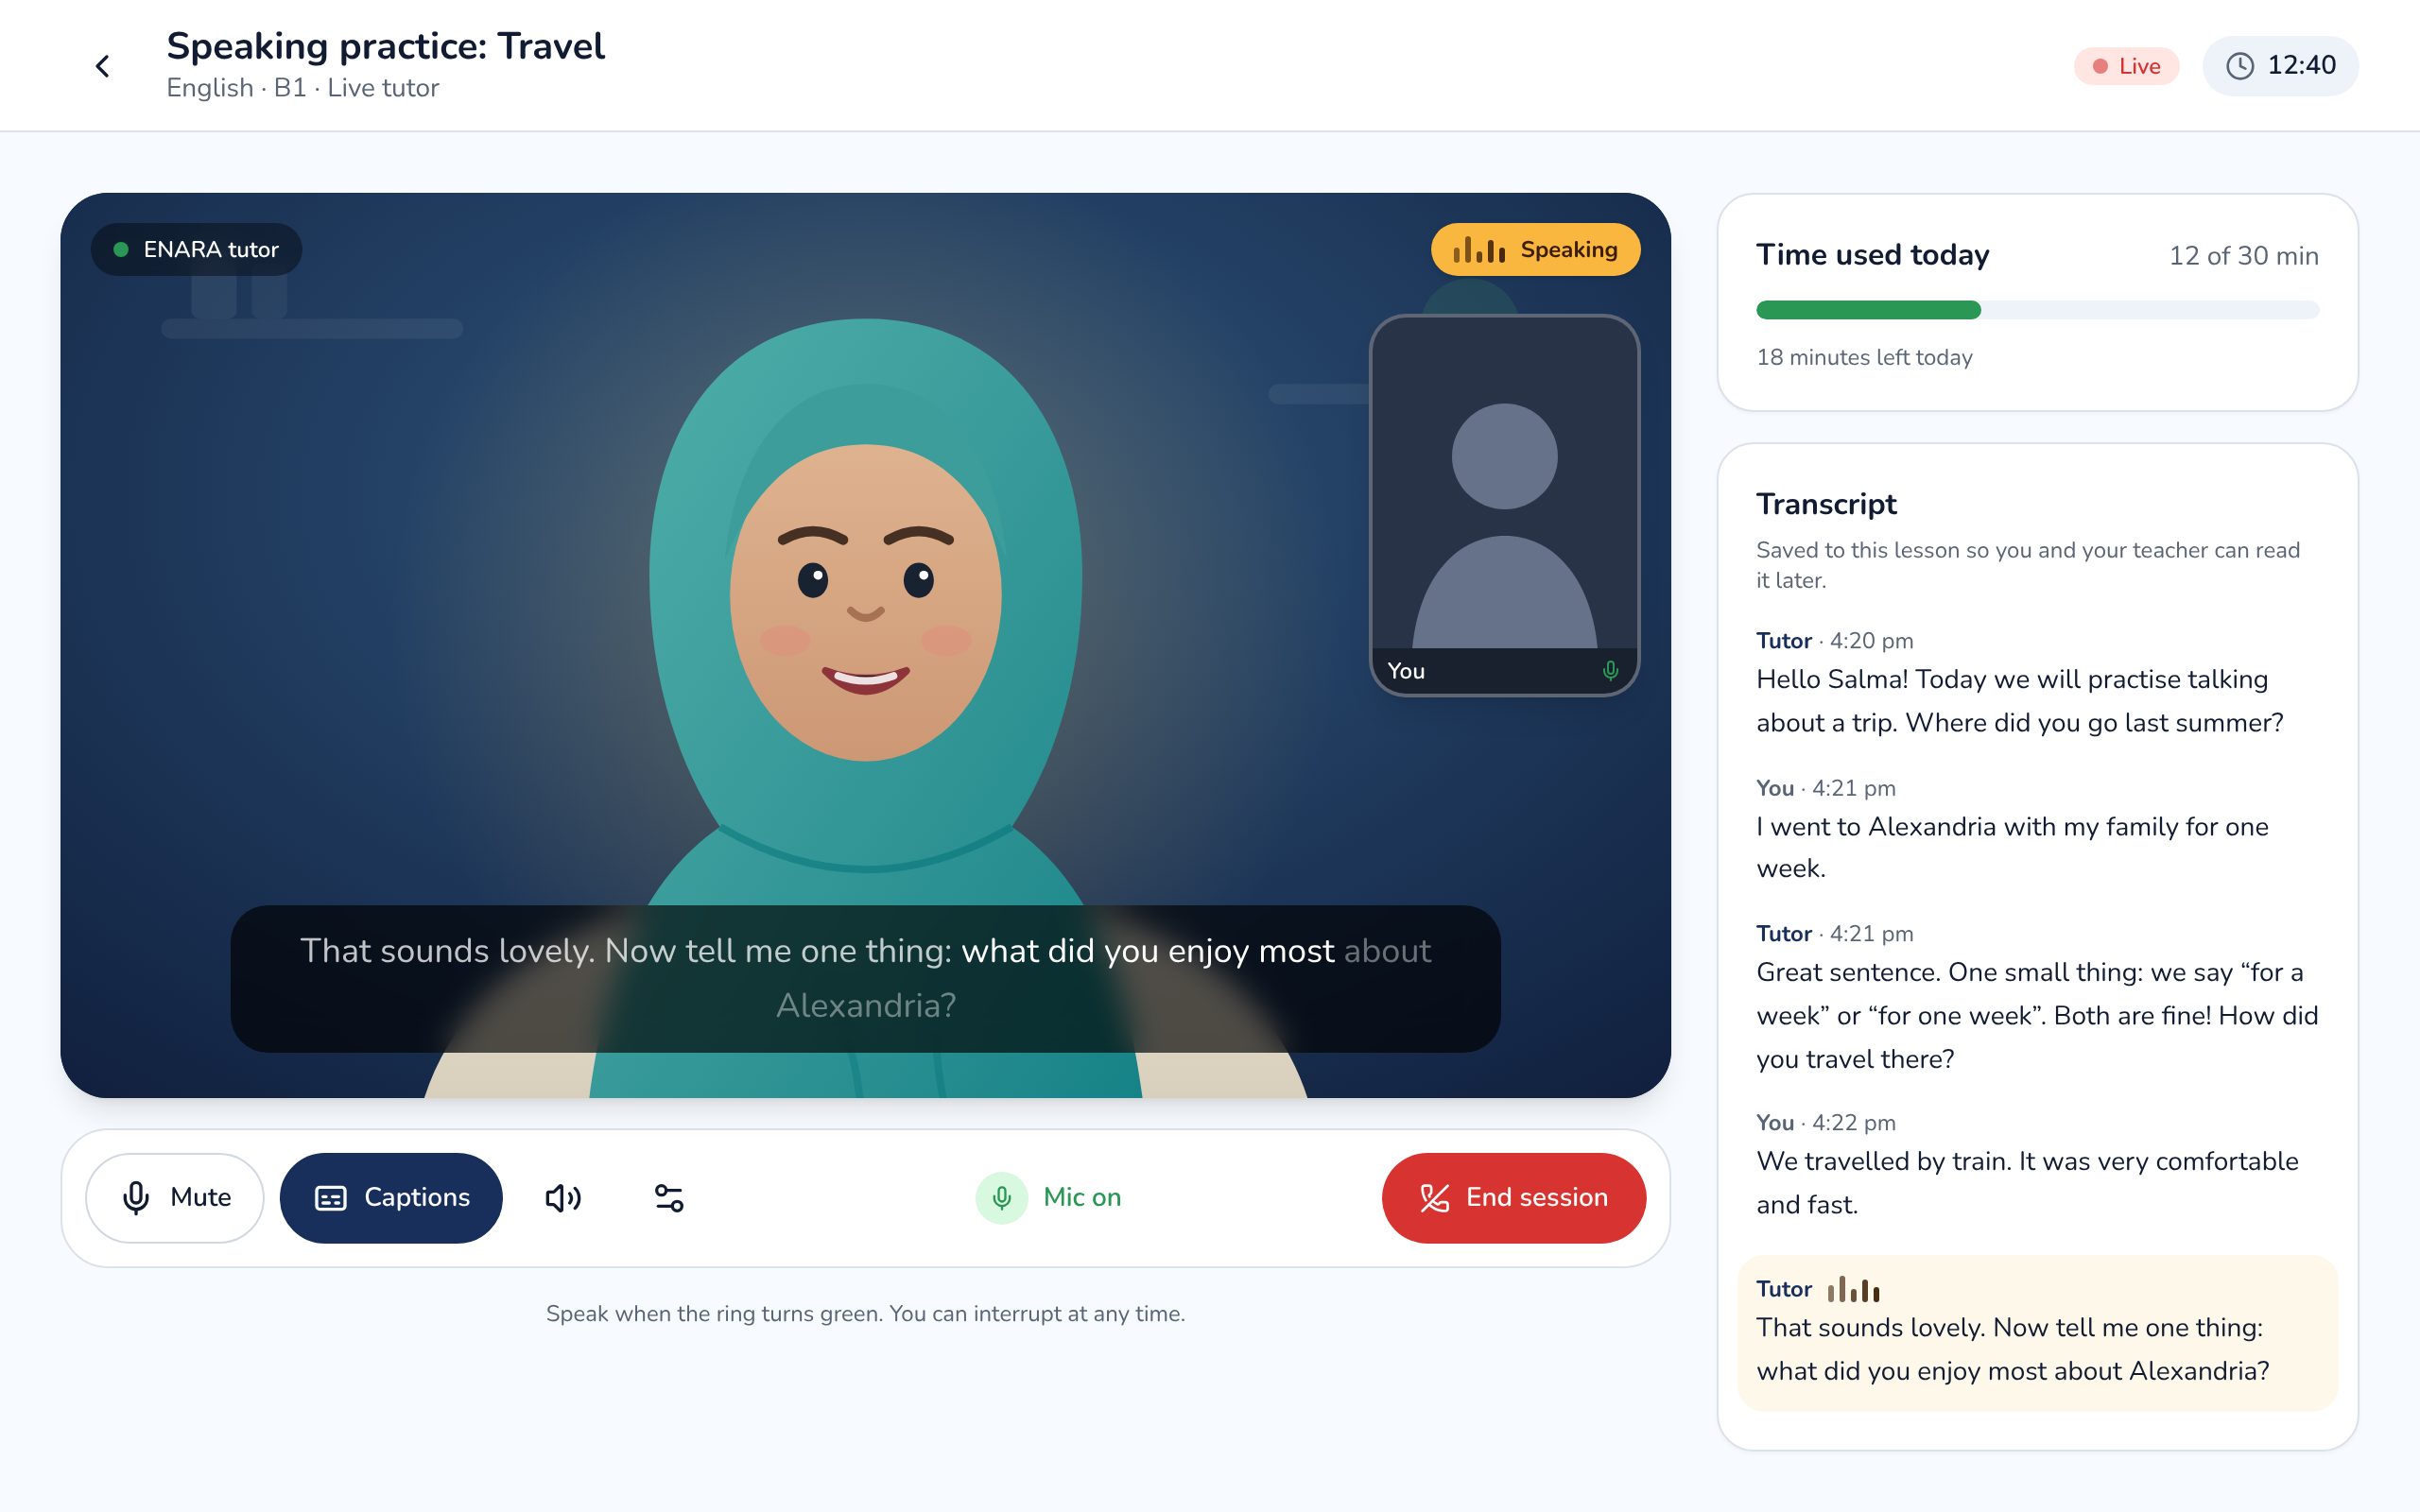 Speaking practice: Travel
English · B1 · Live tutor
Live
12:40
ENARA tutor
Speaking
You
That sounds lovely. Now tell me one thing: what did you enjoy most about
Alexandria?
Mute
Captions
Mic on
End session
Speak when the ring turns green. You can interrupt at any time.
Time used today
12 of 30 min
18 minutes left today
Transcript
Saved to this lesson so you and your teacher can read
it later.
Tutor · 4:20 pm
Hello Salma! Today we will practise talking
about a trip. Where did you go last summer?
You · 4:21 pm
I went to Alexandria with my family for one
week.
Tutor · 4:21 pm
Great sentence. One small thing: we say “for a
week” or “for one week”. Both are fine! How did
you travel there?
You · 4:22 pm
We travelled by train. It was very comfortable
and fast.
Tutor
That sounds lovely. Now tell me one thing:
what did you enjoy most about Alexandria?